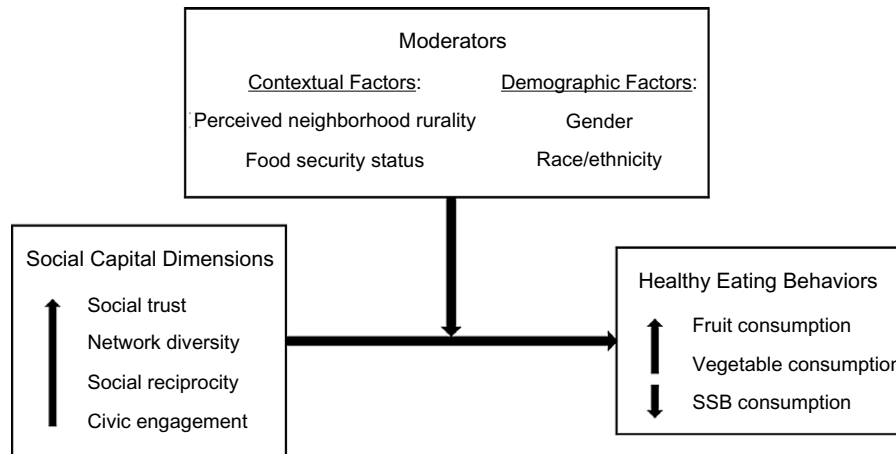 Moderators
Contextual Factors:
Demographic Factors:
Perceived neighborhood rurality
Gender
Food security status
Race/ethnicity
Social Capital Dimensions
Social trust
Network diversity
Social reciprocity
Civic engagement
Healthy Eating Behaviors
Fruit consumption
Vegetable consumption
SSB consumption